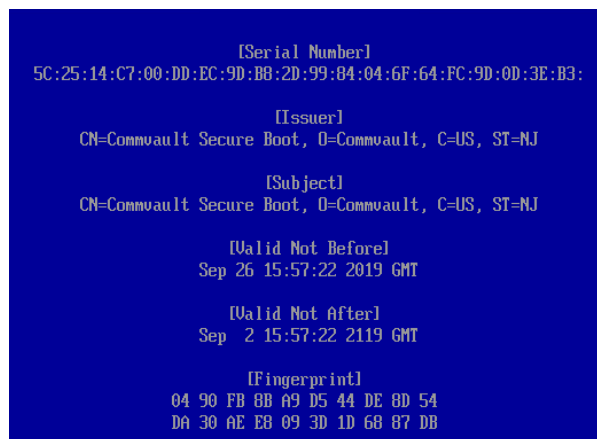 [Serial Number]
5C:25:14:C7:00:DD:EC:9D:B8:2D:99:84:04:6F:64:FC:9D:0D:3E:B3:
[Issuer]
CN=Commvault Secure Boot, O=Commvault, C=US, ST=NJ
[Subject]
CN=Commvault Secure Boot, O=Commvault, C=US, ST=NJ
[Valid Not Before]
Sep 26 15:57:22 2019 GMT
[Valid Not After]
Sep  2 15:57:22 2119 GMT
[Fingerprint]
04 90 FB 8B A9 D5 44 DE 8D 54
DA 30 AE E8 09 3D 1D 68 87 DB